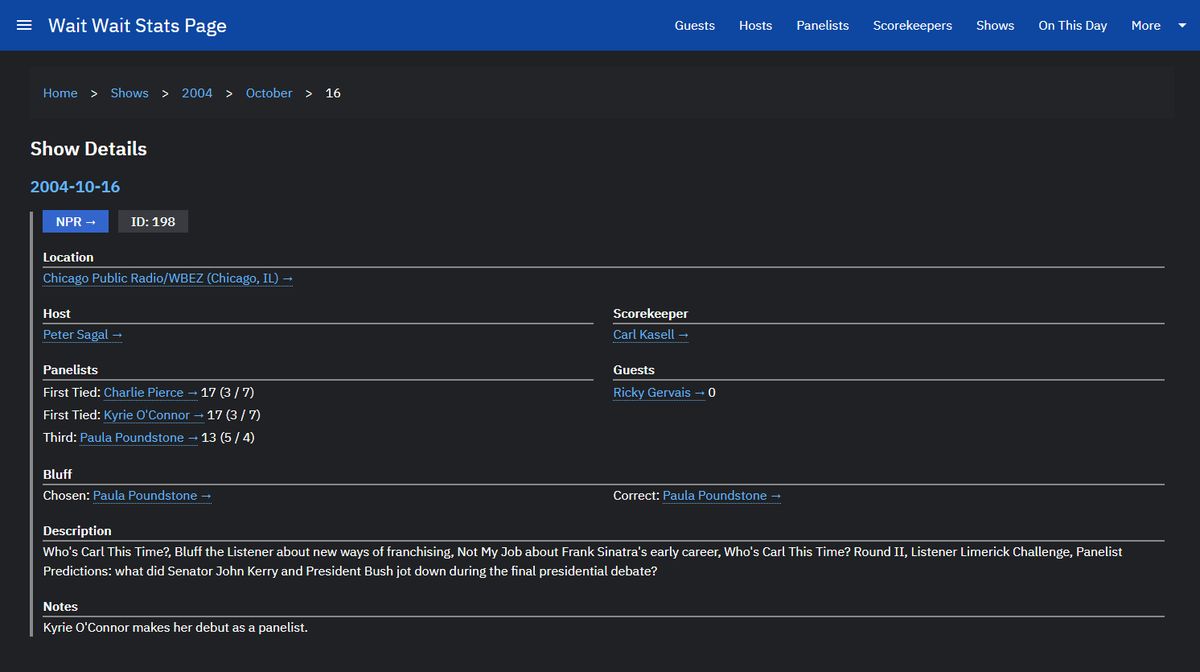 Wait Wait Stats Page
Guests Hosts Panelists Scorekeepers Shows On This Day More
Home > Shows > 2004 > October > 16
Show Details
2004-10-16
NPR → ID: 198
Location
Chicago Public Radio/WBEZ (Chicago, IL) →
Host
Peter Sagal →
Scorekeeper
Carl Kasell →
Panelists
First Tied: Charlie Pierce → 17 (3 / 7)
First Tied: Kyrie O'Connor → 17 (3 / 7)
Third: Paula Poundstone → 13 (5 / 4)
Guests
Ricky Gervais → 0
Bluff
Chosen: Paula Poundstone →
Correct: Paula Poundstone →
Description
Who's Carl This Time?, Bluff the Listener about new ways of franchising, Not My Job about Frank Sinatra's early career, Who's Carl This Time? Round II, Listener Limerick Challenge, Panelist
Predictions: what did Senator John Kerry and President Bush jot down during the final presidential debate?
Notes
Kyrie O'Connor makes her debut as a panelist.